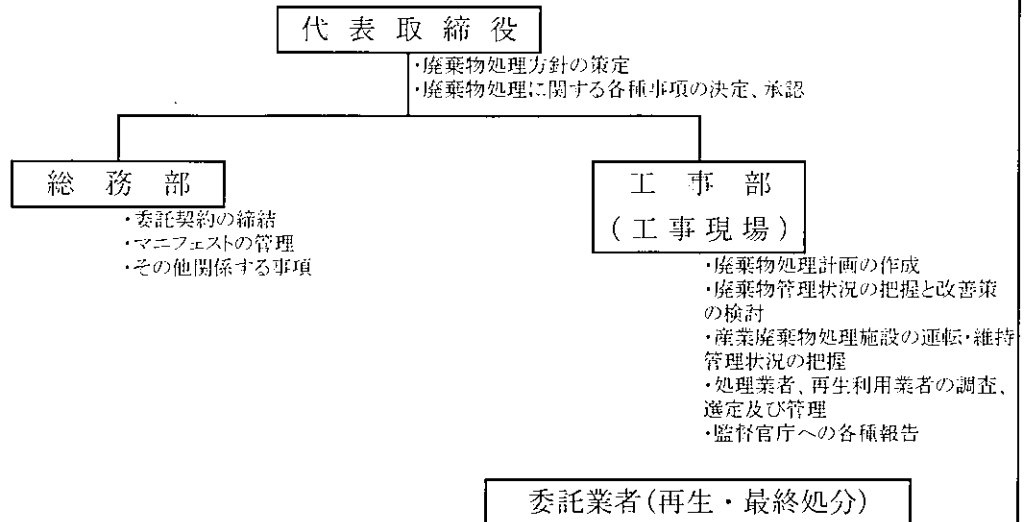 代表取締役
・廃棄物処理方針の策定
・廃棄物処理に関する各種事項の決定、承認
総務部
・委託契約の締結
・マニフェストの管理
・その他関係する事項
工事部
(工事現場)
・廃棄物処理計画の作成
・廃棄物管理状況の把握と改善策
の検討
・産業廃棄物処理施設の運転・維持
管理状況の把握
・処理業者、再生利用業者の調査、
選定及び管理
・監督官庁への各種報告
委託業者(再生・最終処分)